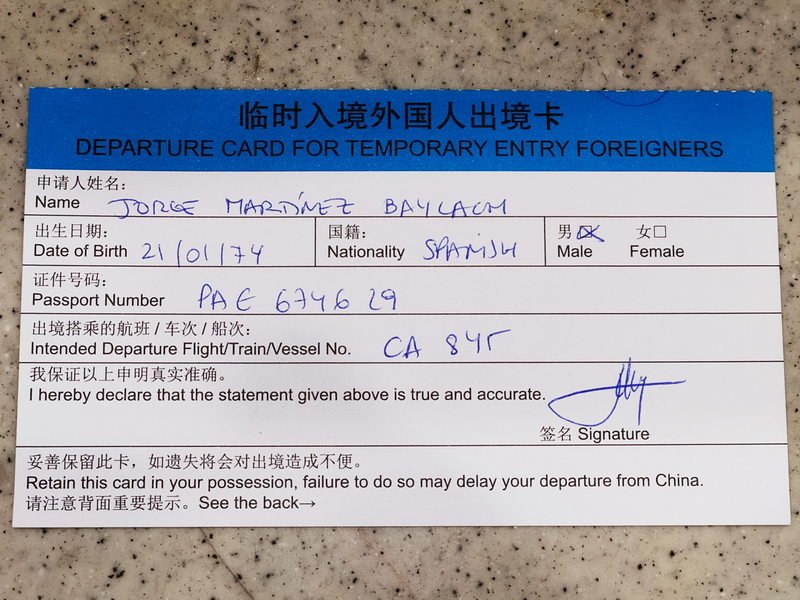 临时入境外国人出境卡
DEPARTURE CARD FOR TEMPORARY ENTRY FOREIGNERS
申请人姓名:
Name JORGE MARTÍNEZ BAYLACH
出生日期: 国籍: 男 女□
Date of Birth 21/01/74 Nationality SPANISH Male Female
证件号码:
Passport Number PAE 674629
出境搭乘的航班 / 车次 / 船次:
Intended Departure Flight/Train/Vessel No. CA 845
我保证以上申明真实准确。
I hereby declare that the statement given above is true and accurate.
签名 Signature
妥善保留此卡，如遗失将会对出境造成不便。
Retain this card in your possession, failure to do so may delay your departure from China.
请注意背面重要提示。See the back→